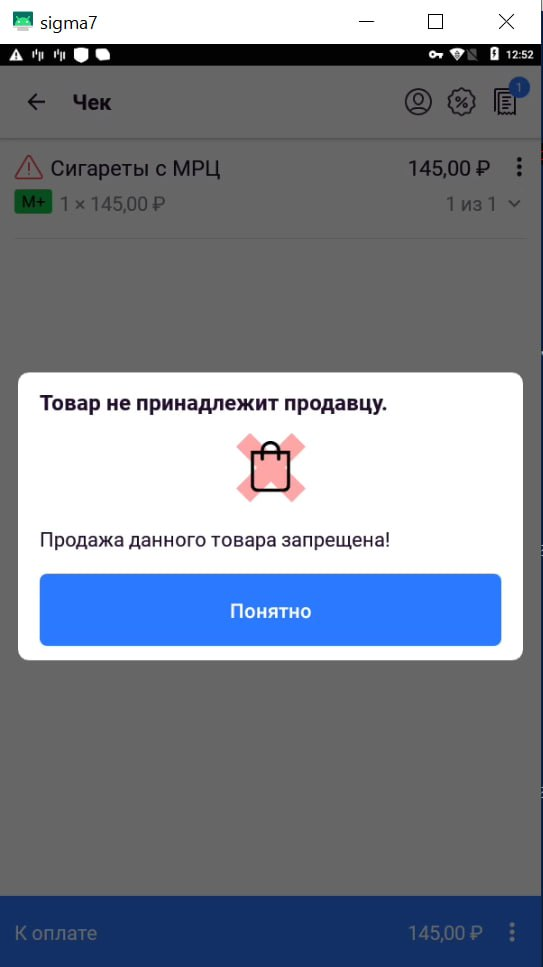 sigma7
12:52
Чек
1
Сигареты с МРЦ 145,00 ₽
М+ 1 × 145,00 ₽ 1 из 1
Товар не принадлежит продавцу.
Продажа данного товара запрещена!
Понятно
К оплате 145,00 ₽